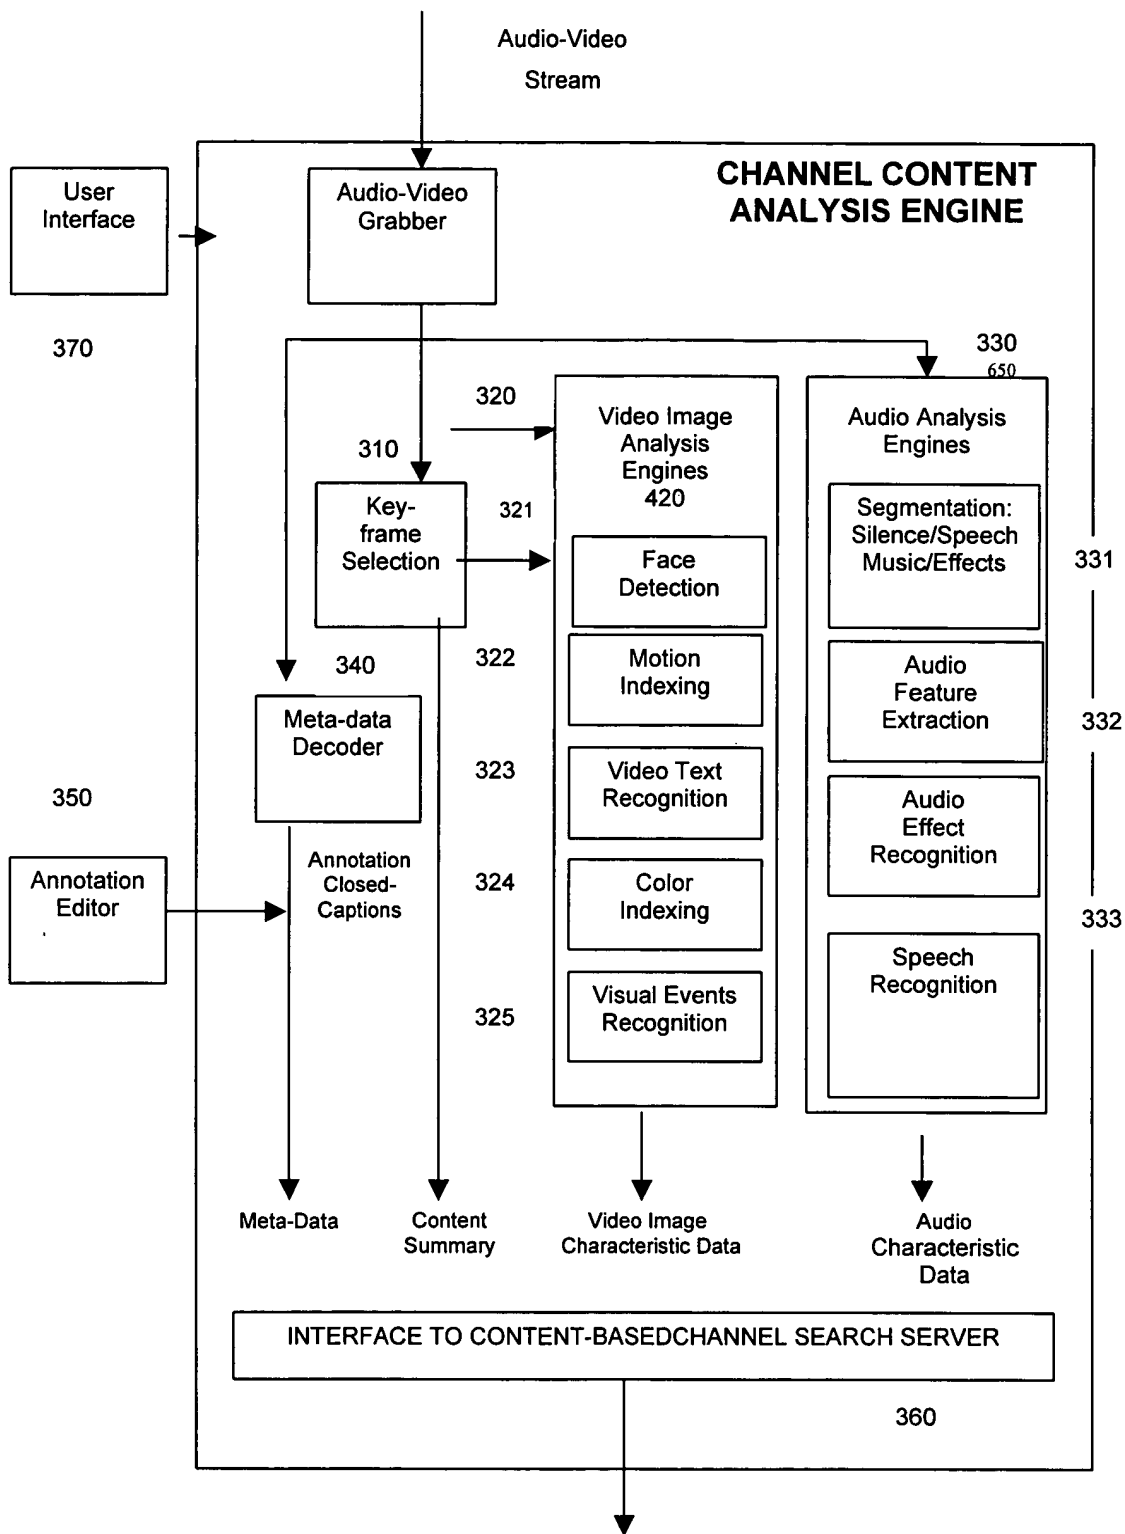 Audio-Video
Stream
CHANNEL CONTENT
ANALYSIS ENGINE
User
Interface
370
Audio-Video
Grabber
330
650
320
310
Key-
frame
Selection
321
Video Image
Analysis
Engines
420
Face
Detection
322
Motion
Indexing
323
Video Text
Recognition
324
Color
Indexing
325
Visual Events
Recognition
Audio Analysis
Engines
Segmentation:
Silence/Speech
Music/Effects
331
Audio
Feature
Extraction
332
Audio
Effect
Recognition
333
Speech
Recognition
340
Meta-data
Decoder
350
Annotation
Editor
Annotation
Closed-
Captions
Meta-Data
Content
Summary
Video Image
Characteristic Data
Audio
Characteristic
Data
INTERFACE TO CONTENT-BASEDCHANNEL SEARCH SERVER
360